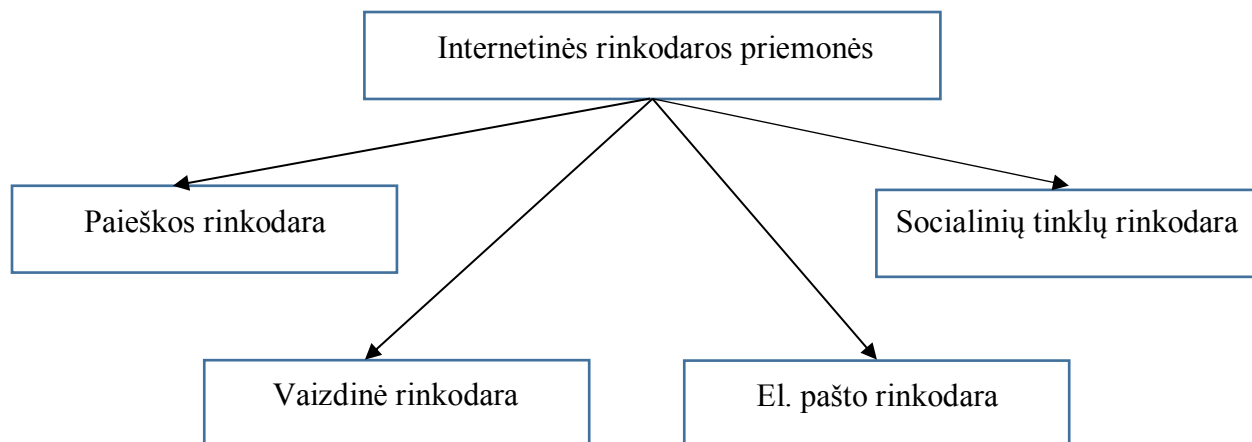 Internetinės rinkodaros priemonės
Paieškos rinkodara
Socialinių tinklų rinkodara
Vaizdinė rinkodara
El. pašto rinkodara